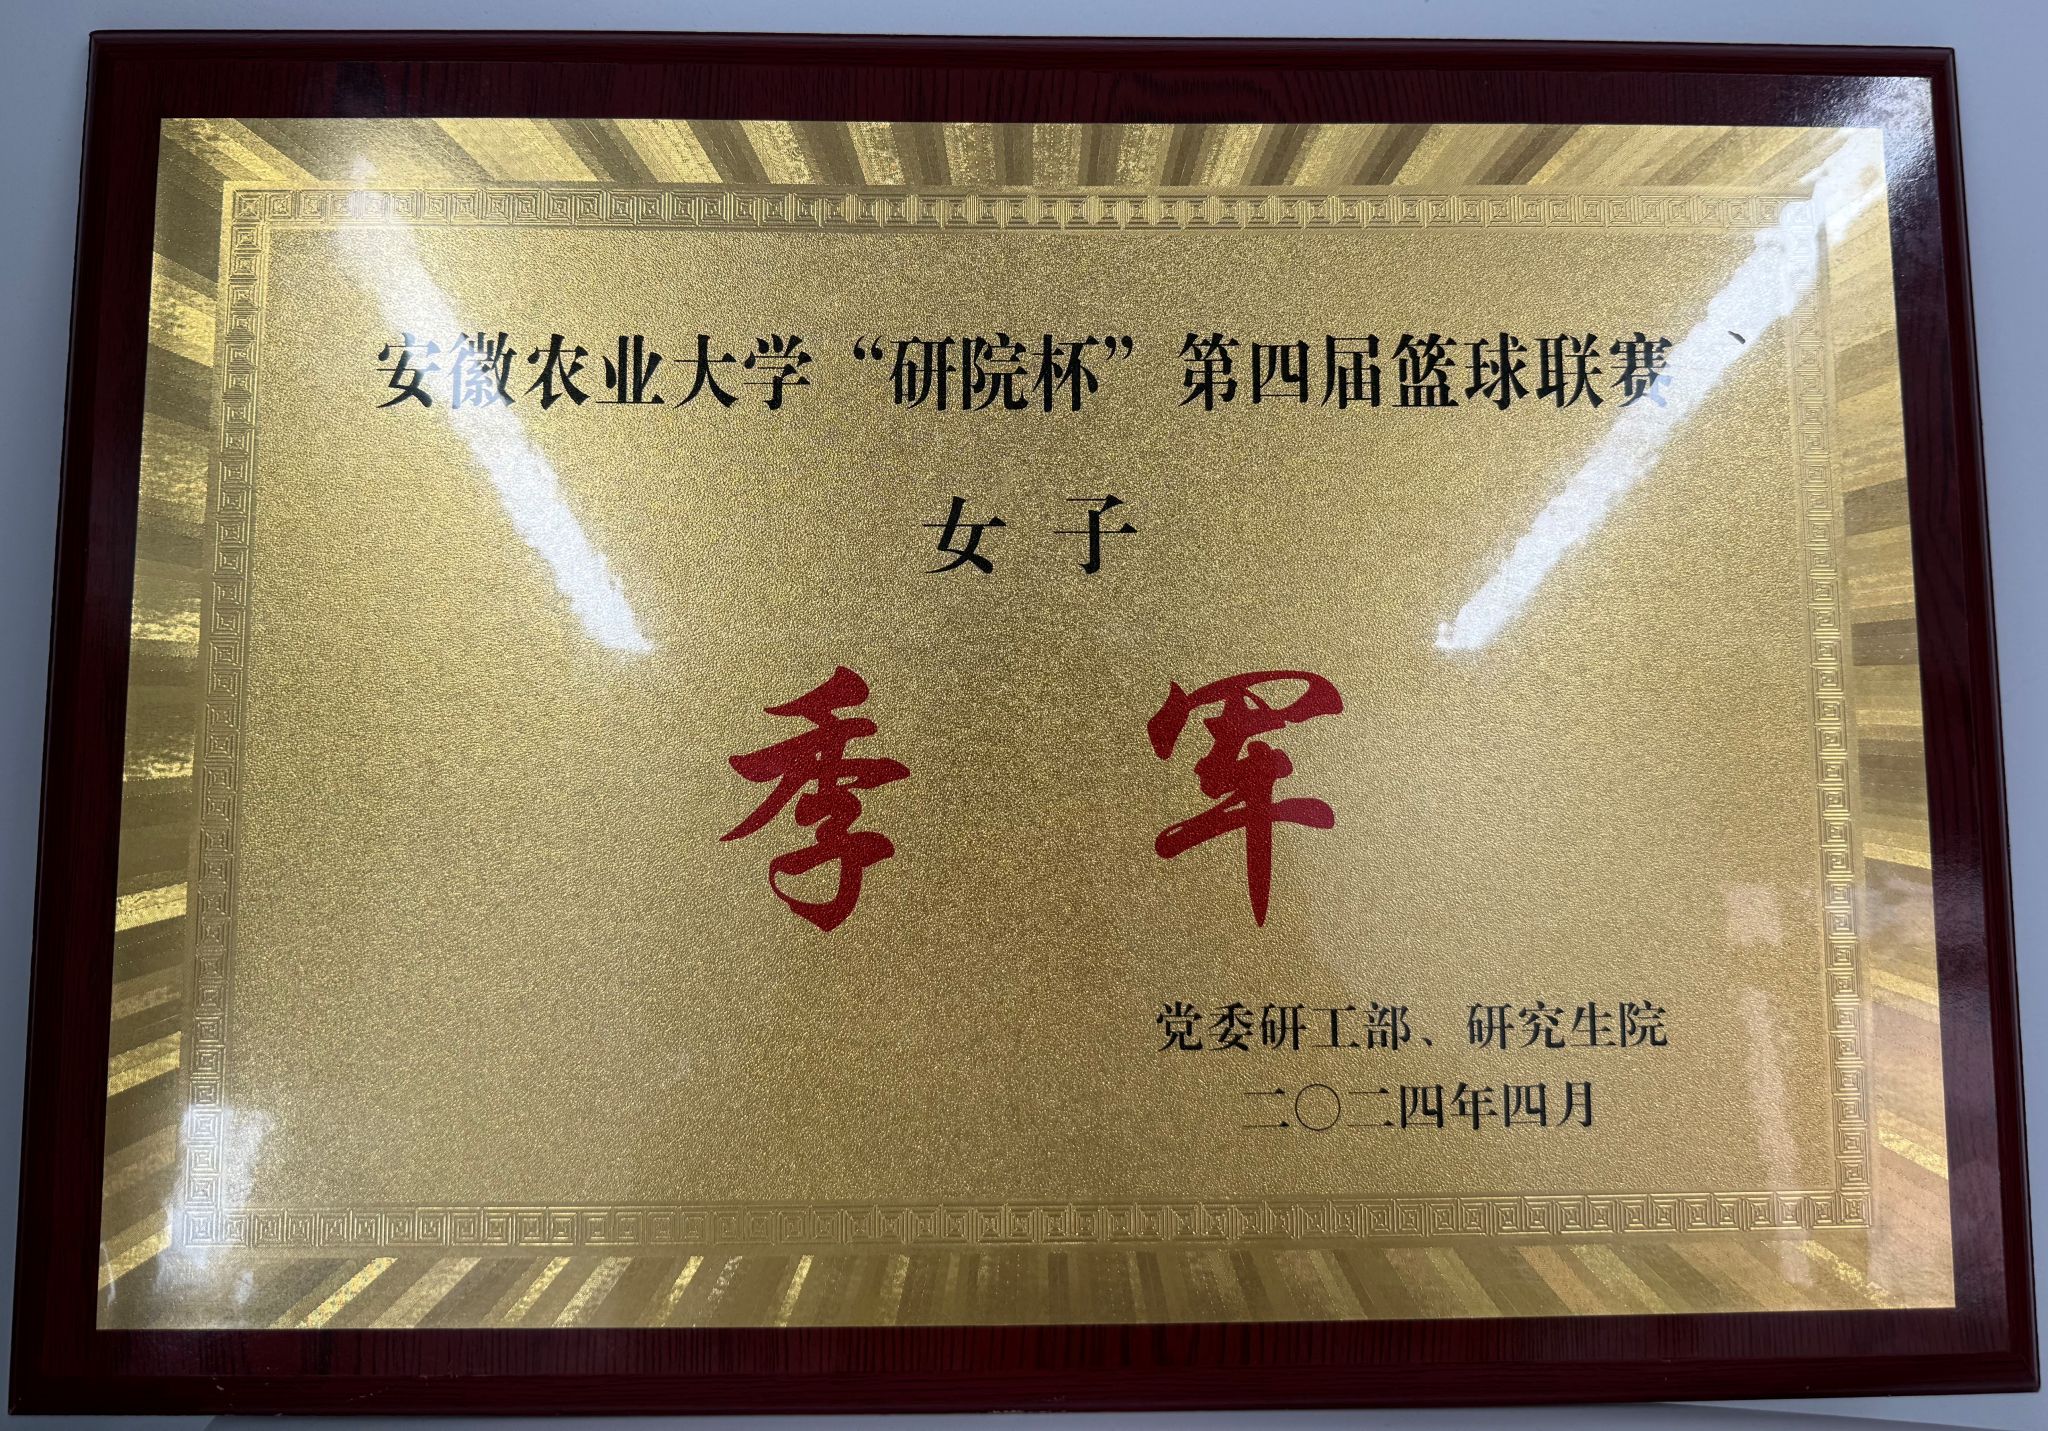 安徽农业大学“研院杯”第四届篮球联赛
女子
季军
党委研工部、研究生院
二〇二四年四月